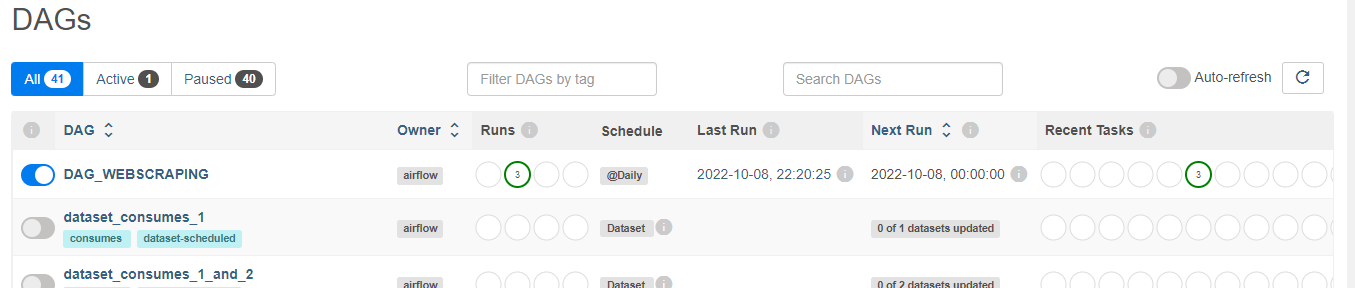 DAGs
All 41 Active 1 Paused 40 Filter DAGs by tag Search DAGs Auto-refresh
DAG Owner Runs Schedule Last Run Next Run Recent Tasks
DAG_WEBSCRAPING airflow 3 @Daily 2022-10-08, 22:20:25 2022-10-08, 00:00:00 3
dataset_consumes_1 airflow Dataset 0 of 1 datasets updated
consumes dataset-scheduled
dataset_consumes_1_and_2 airflow Dataset 0 of 2 datasets updated